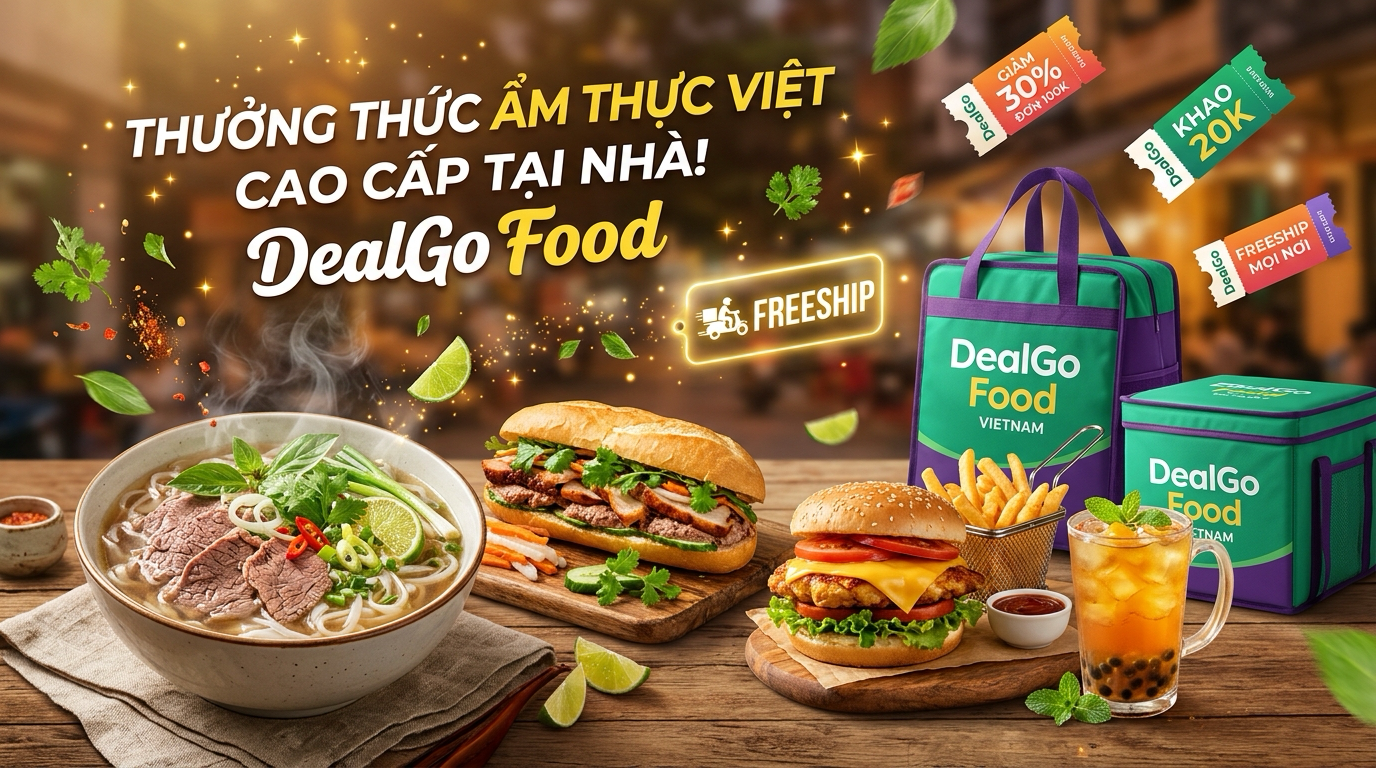 THƯỞNG THỨC ẨM THỰC VIỆT
CAO CẤP TẠI NHÀ!
DealGo Food
FREESHIP
DealGo
GIẢM
30%
ĐƠN 100K
DealGo
KHAO
20K
DealGo
FREESHIP
MỌI NƠI
DealGo
Food
VIETNAM
DealGo
Food
ETNAM